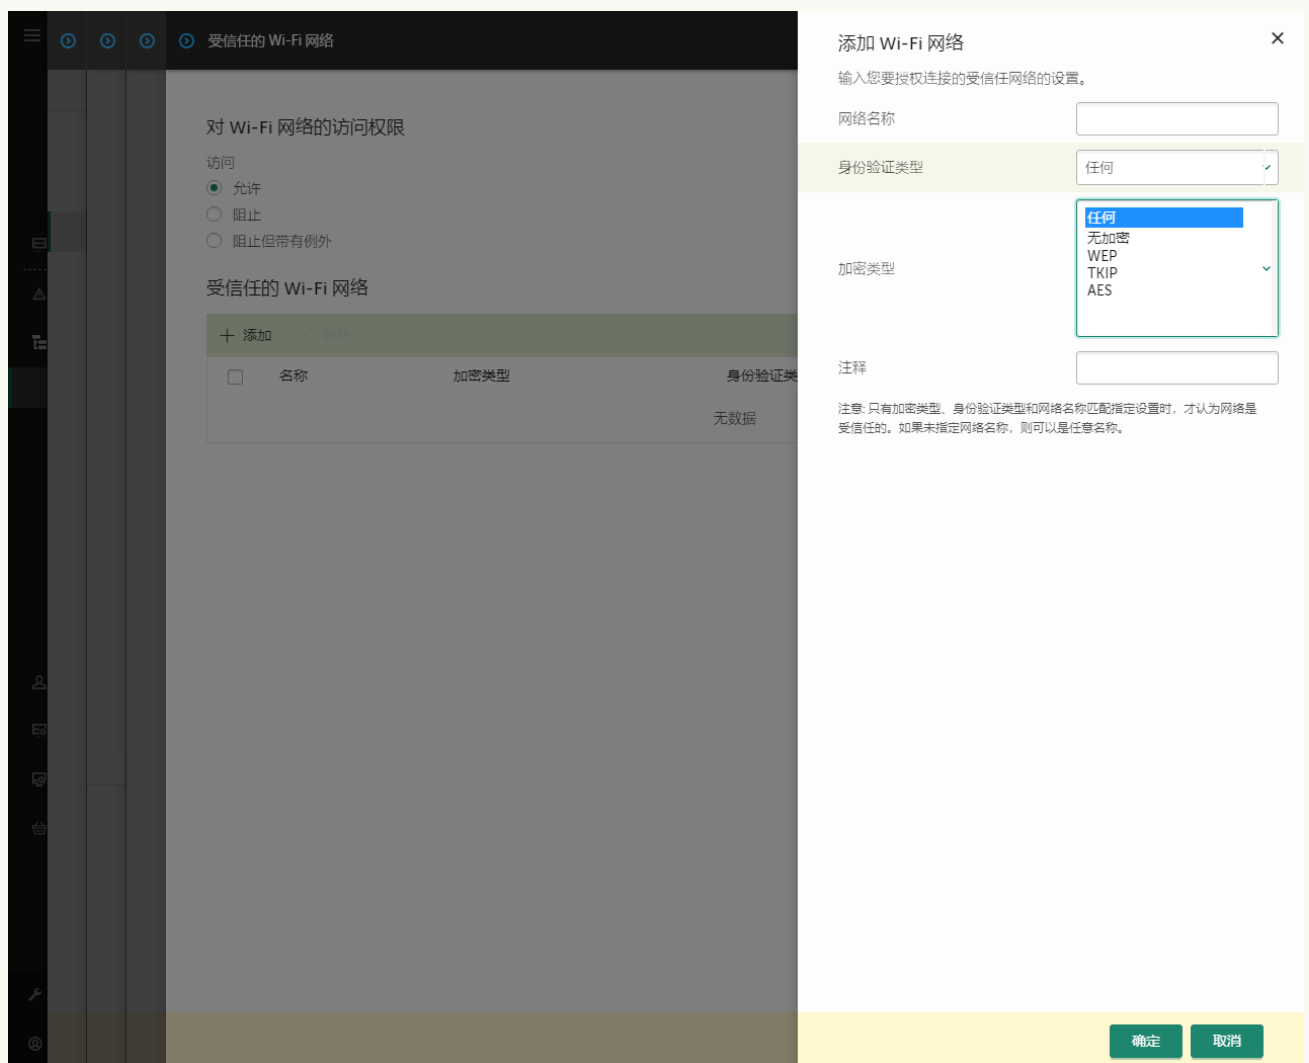 受信任的 Wi-Fi 网络
对 Wi-Fi 网络的访问权限
访问
允许
阻止
阻止但带有例外
受信任的 Wi-Fi 网络
添加
名称 加密类型 身份验证类
无数据
添加 Wi-Fi 网络
输入您要授权连接的受信任网络的设置。
网络名称
身份验证类型 任何
加密类型
任何
无加密
WEP
TKIP
AES
注释
注意: 只有加密类型、身份验证类型和网络名称匹配指定设置时，才认为网络是
受信任的。如果未指定网络名称，则可以是任意名称。
确定 取消